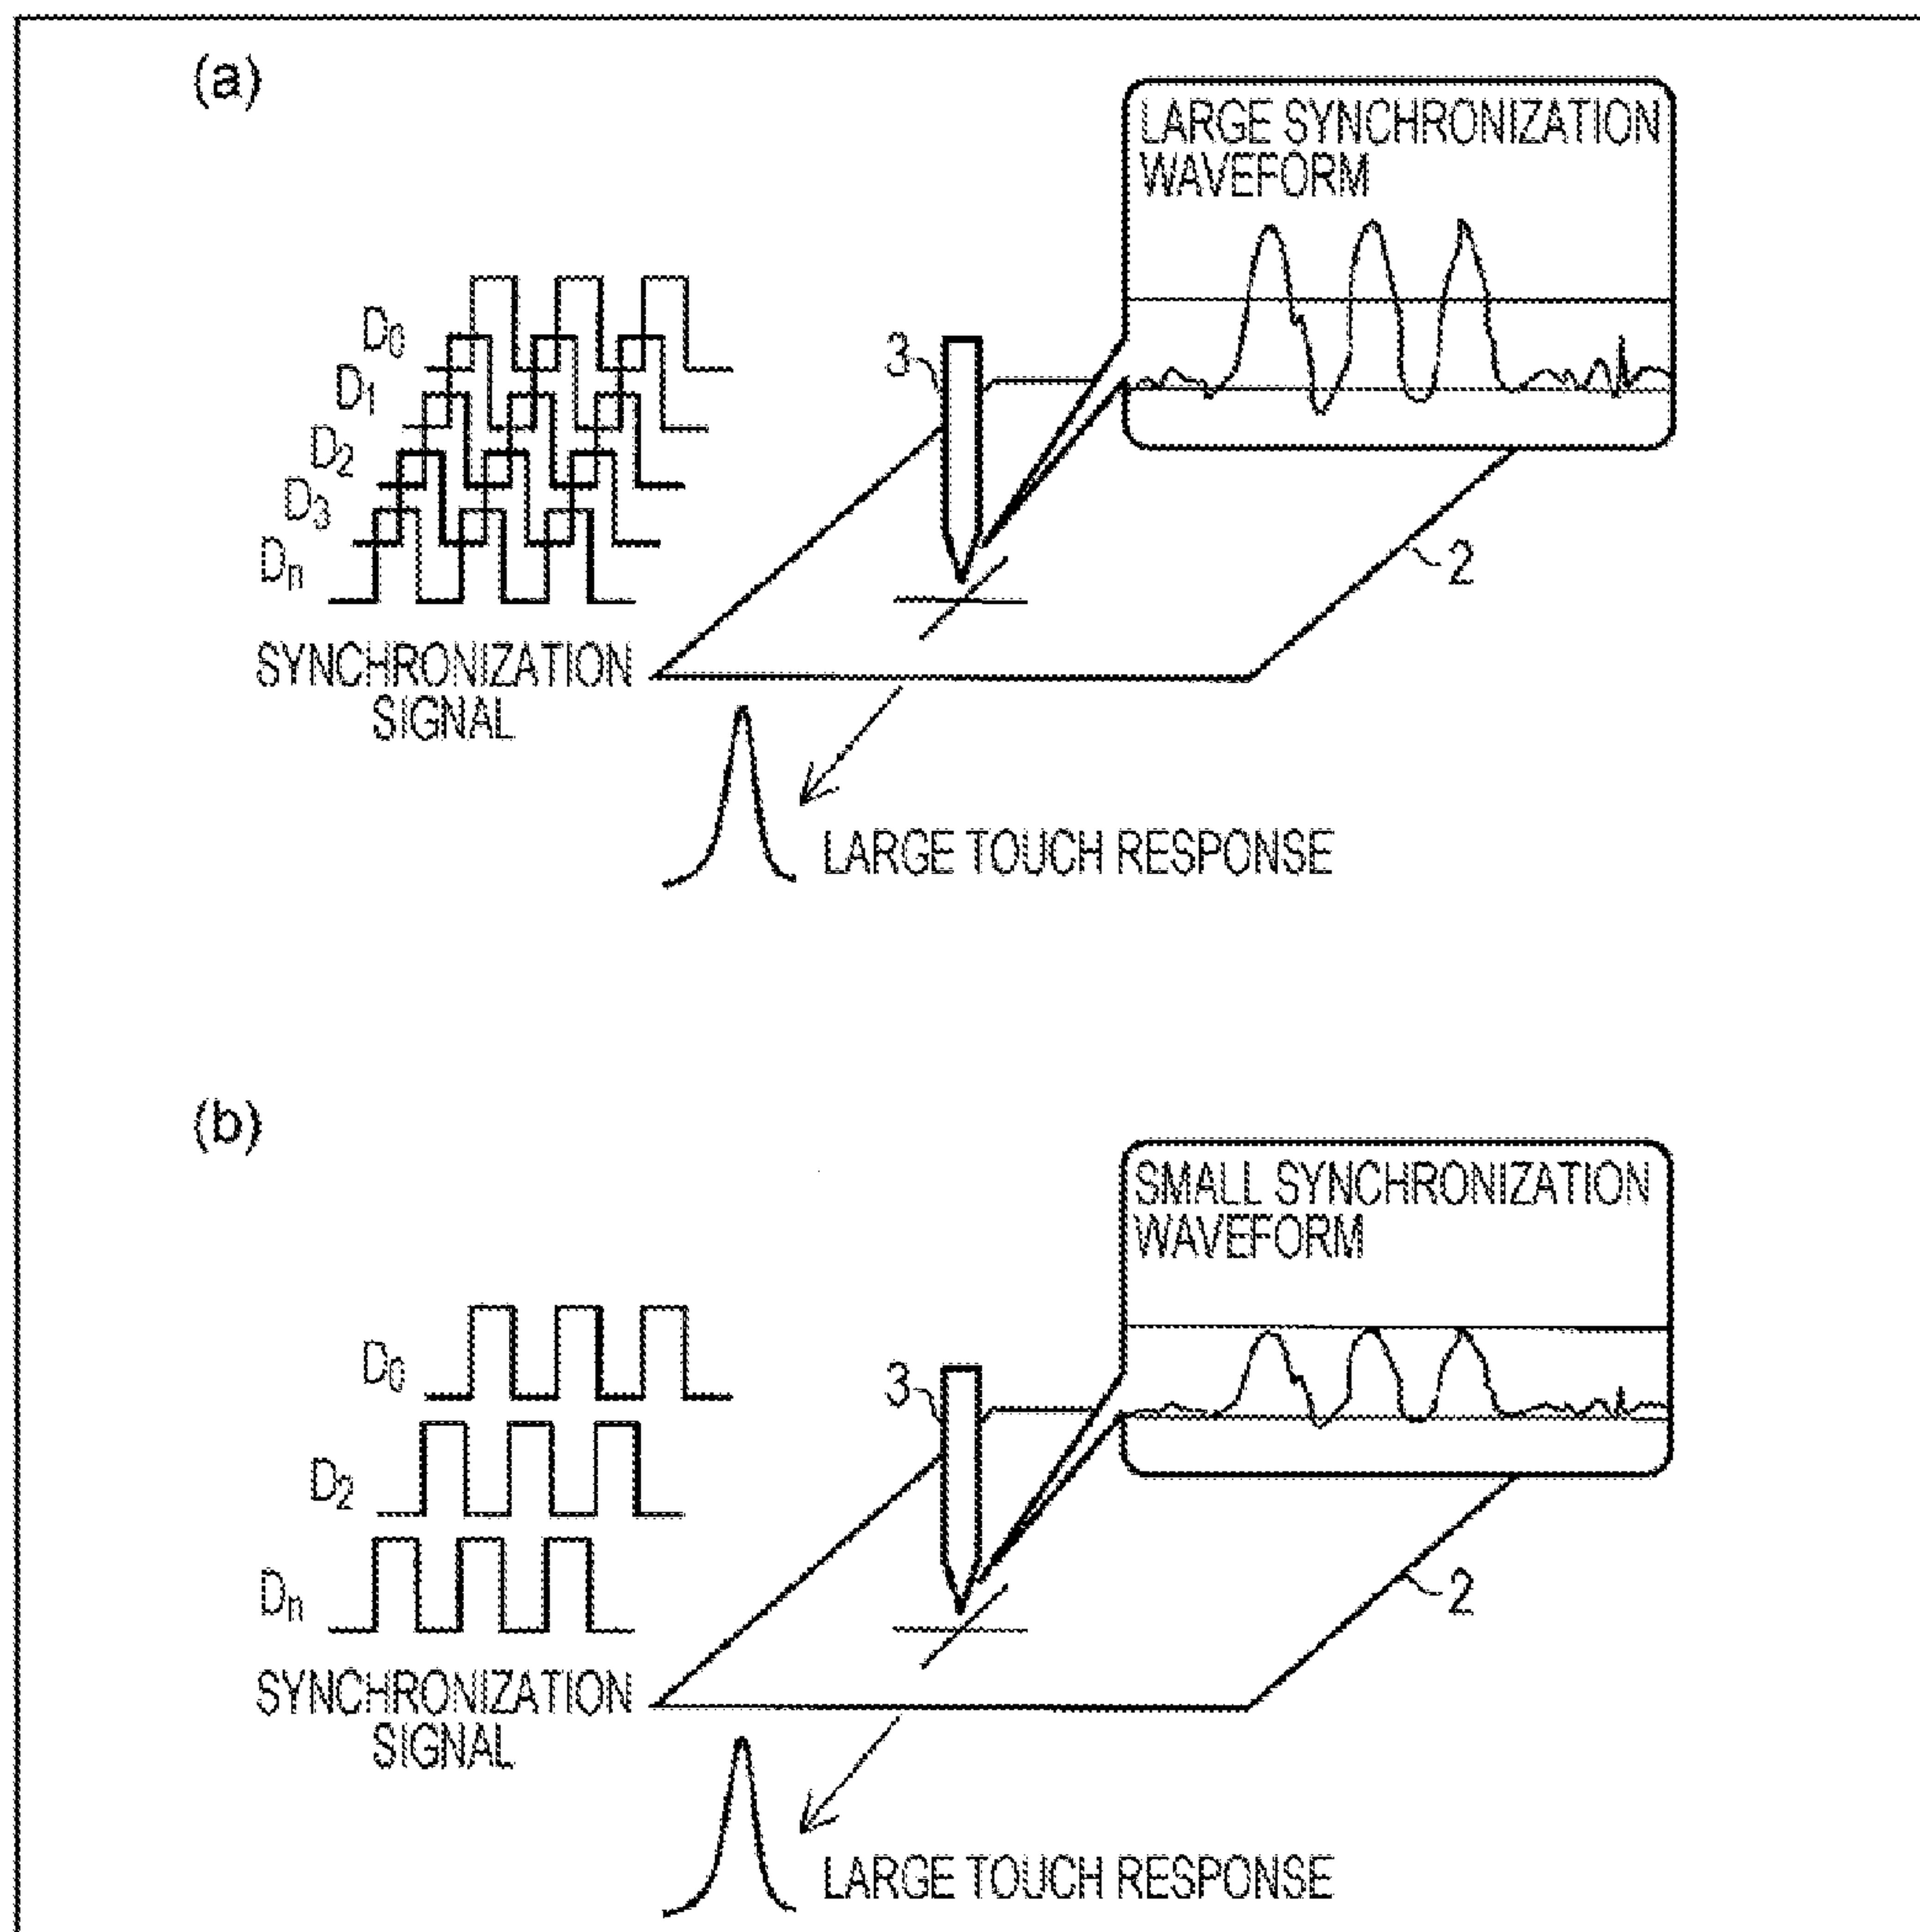 (a)
LARGE SYNCHRONIZATION
WAVEFORM
D0
D1
D2
D3
Dn
3
2
SYNCHRONIZATION
SIGNAL
LARGE TOUCH RESPONSE
(b)
SMALL SYNCHRONIZATION
WAVEFORM
D0
D2
Dn
3
2
SYNCHRONIZATION
SIGNAL
LARGE TOUCH RESPONSE